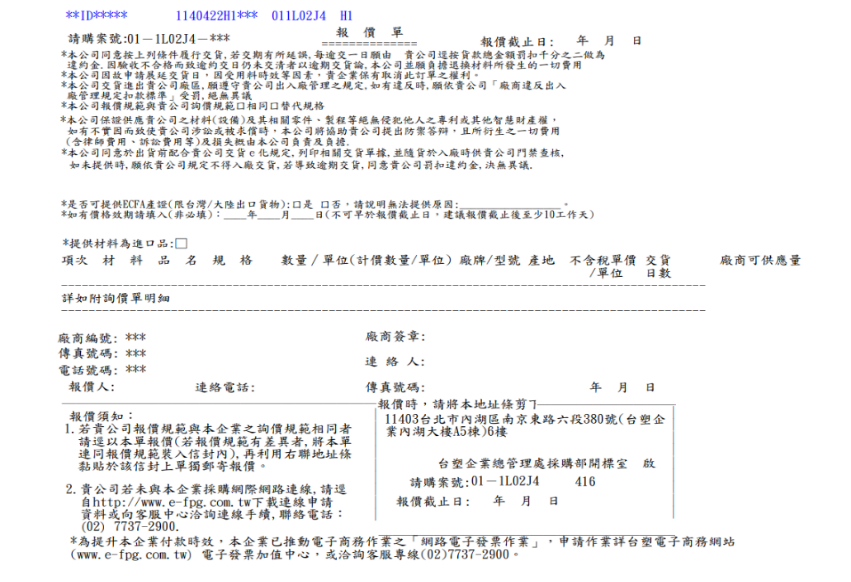 **ID***** 1140422H1*** 011L02J4 H1
報 價 單
請購案號:01－1L02J4－***
==============
報價截止日: 年 月 日
*本公司同意按上列條件履行交貨,若交期有所延誤,每逾交一日願由 貴公司逕按貨款總金額罰扣千分之二做為
違約金,因驗收不合格而致逾約交日仍未交清者以逾期交貨論,本公司並願負擔退換材料所發生的一切費用
*本公司因故申請展延交貨日，因受用料時效等因素，貴企業保有取消此訂單之權利。
*本公司交貨進出貴公司廠區,願遵守貴公司出入廠管理之規定,如有違反時,願依貴公司「廠商違反出入
廠管理規定扣款標準」受罰,絕無異議
*本公司報價規範與貴公司詢價規範口相同口替代規格
*本公司保證供應貴公司之材料(設備)及其相關零件、製程等絕無侵犯他人之專利或其他智慧財產權，
如有不實因而致使貴公司涉訟或被求償時，本公司將協助貴公司提出防禦答辯，且所衍生之一切費用
(含律師費用、訴訟費用等)及損失概由本公司負責及負擔.
*本公司同意於出貨前配合貴公司交貨ｅ化規定,列印相關交貨單據,並隨貨於入廠時供貴公司門禁查核,
如未提供時,願依貴公司規定不得入廠交貨,若導致逾期交貨,同意貴公司罰扣違約金,決無異議.
*是否可提供ECFA產證(限台灣/大陸出口貨物):口是 口否，請說明無法提供原因:__________________。
*如有價格效期請填入(非必填)：____年____月____日(不可早於報價截止日，建議報價截止後至少10工作天)
*提供材料為進口品:□
項次 材 料 品 名 規 格 數量／單位(計價數量/單位) 廠牌/型號 產地 不含稅單價 交貨 廠商可供應量
/單位 日數
詳如附詢價單明細
廠商編號: ***
廠商簽章:
傳真號碼: ***
連 絡 人:
電話號碼: ***
報價人: 連絡電話: 傳真號碼: 年 月 日
報價時，請將本地址條剪下
報價須知：
1.若貴公司報價規範與本企業之詢價規範相同者
請逕以本單報價(若報價規範有差異者,將本單
連同報價規範裝入信封內),再利用右聯地址條
黏貼於該信封上單獨郵寄報價。
2.貴公司若未與本企業採購網際網路連線,請逕
自http://www.e-fpg.com.tw下載連線申請
資料或向客服中心洽詢連線手續,聯絡電話：
(02) 7737-2900.
11403台北市內湖區南京東路六段380號(台塑企
業內湖大樓A5棟)6樓
台塑企業總管理處採購部開標室 啟
請購案號:01－1L02J4 416
報價截止日: 年 月 日
*為提升本企業付款時效，本企業已推動電子商務作業之「網路電子發票作業」，申請作業詳台塑電子商務網站
(www.e-fpg.com.tw) 電子發票加值中心，或洽詢客服專線(02)7737-2900。